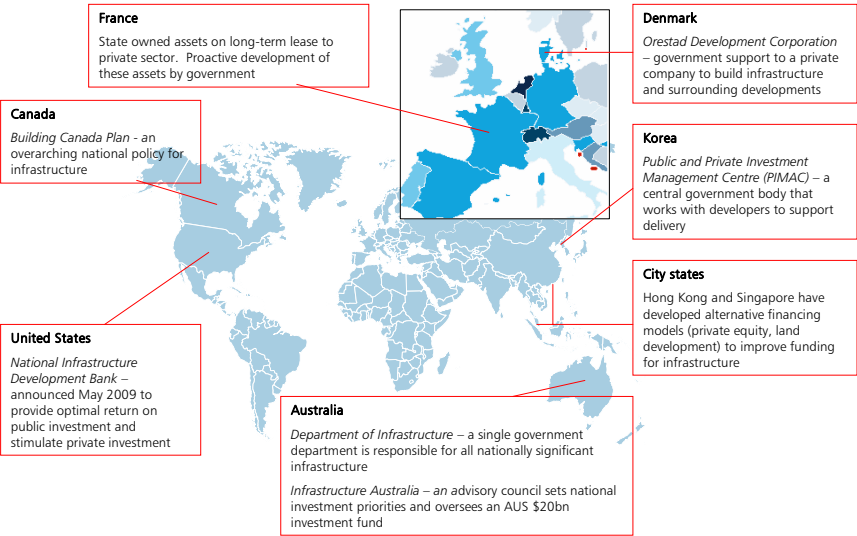 France
State owned assets on long-term lease to
private sector.  Proactive development of
these assets by government
Denmark
Orestad Development Corporation
– government support to a private
company to build infrastructure
and surrounding developments
Canada
Building Canada Plan - an
overarching national policy for
infrastructure
Korea
Public and Private Investment
Management Centre (PIMAC) – a
central government body that
works with developers to support
delivery
City states
Hong Kong and Singapore have
developed alternative financing
models (private equity, land
development) to improve funding
for infrastructure
United States
National Infrastructure
Development Bank –
announced May 2009 to
provide optimal return on
public investment and
stimulate private investment
Australia
Department of Infrastructure – a single government
department is responsible for all nationally significant
infrastructure
Infrastructure Australia – an advisory council sets national
investment priorities and oversees an AUS $20bn
investment fund